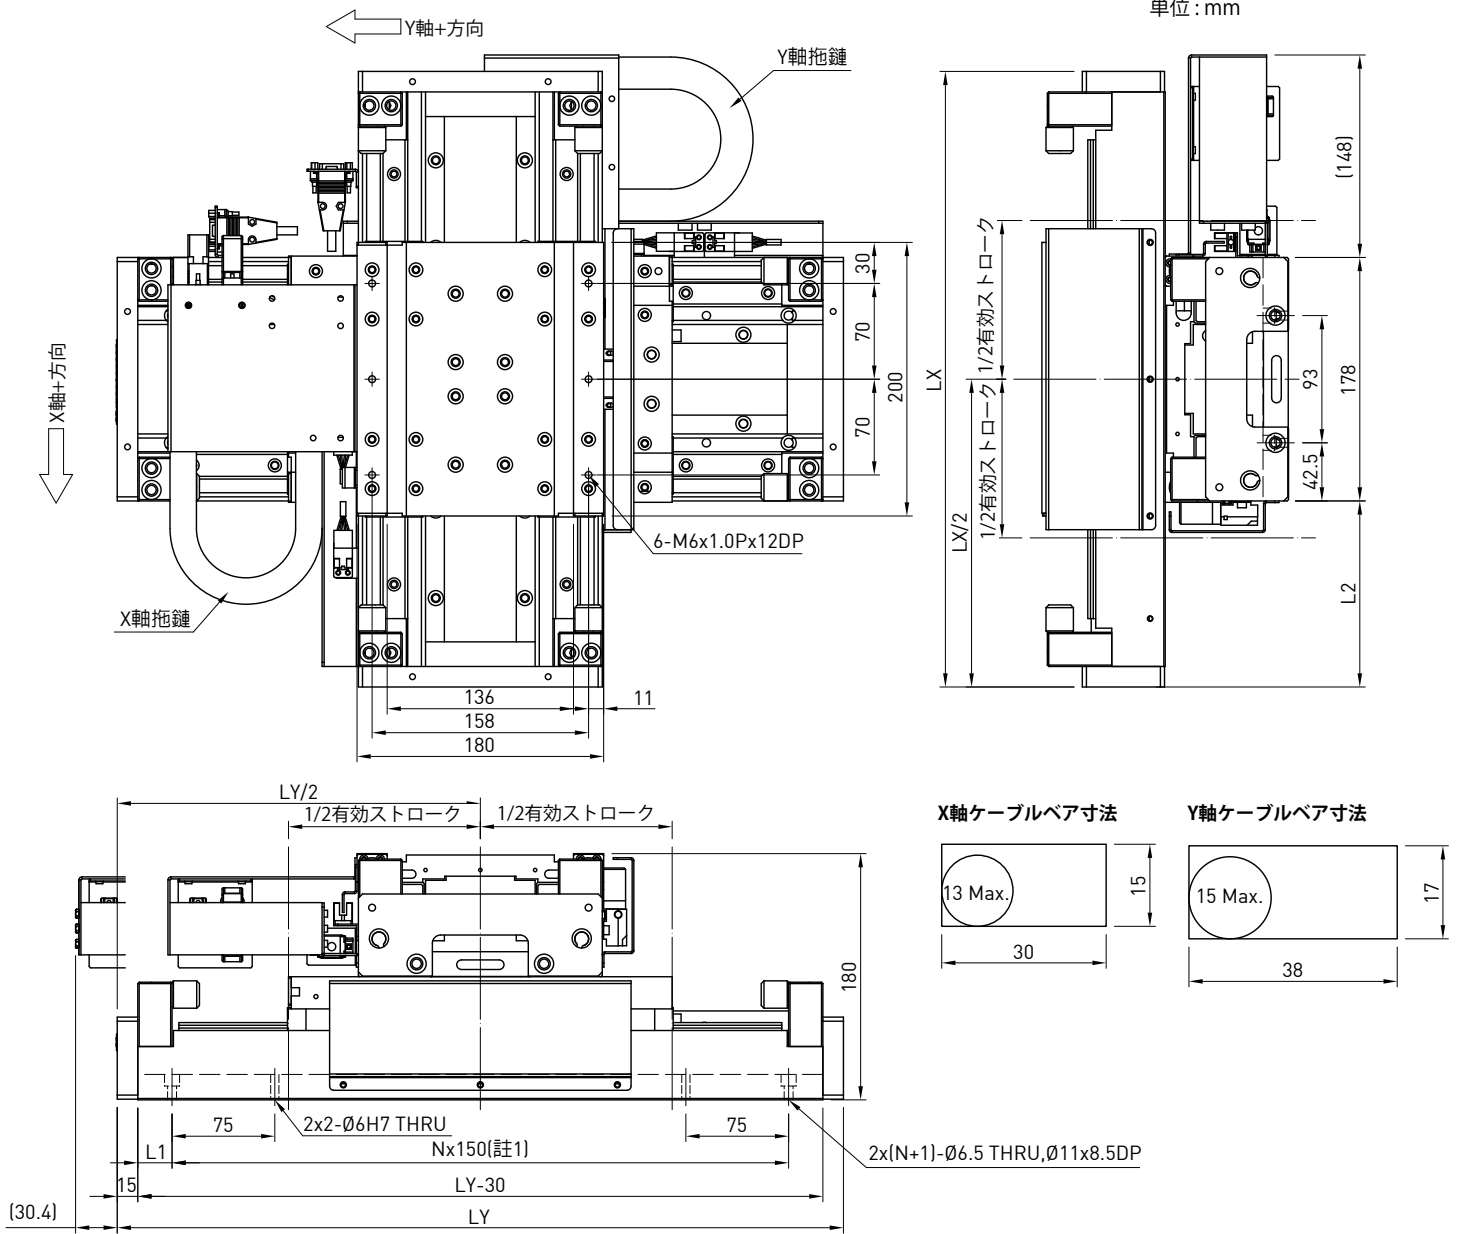 単位 : mm
Y軸+方向
Y軸拖鏈
X軸+方向
X軸拖鏈
30
70
70
200
6-M6x1.0Px12DP
136
11
158
180
LX
LX/2
1/2有効ストローク
1/2有効ストローク
(148)
178
93
42.5
L2
LY/2
1/2有効ストローク
1/2有効ストローク
180
75
2x2-Ø6H7 THRU
75
L1
Nx150(註1)
2x(N+1)-Ø6.5 THRU,Ø11x8.5DP
15
LY-30
(30.4)
LY
X軸ケーブルベア寸法
13 Max.
15
30
Y軸ケーブルベア寸法
15 Max.
17
38